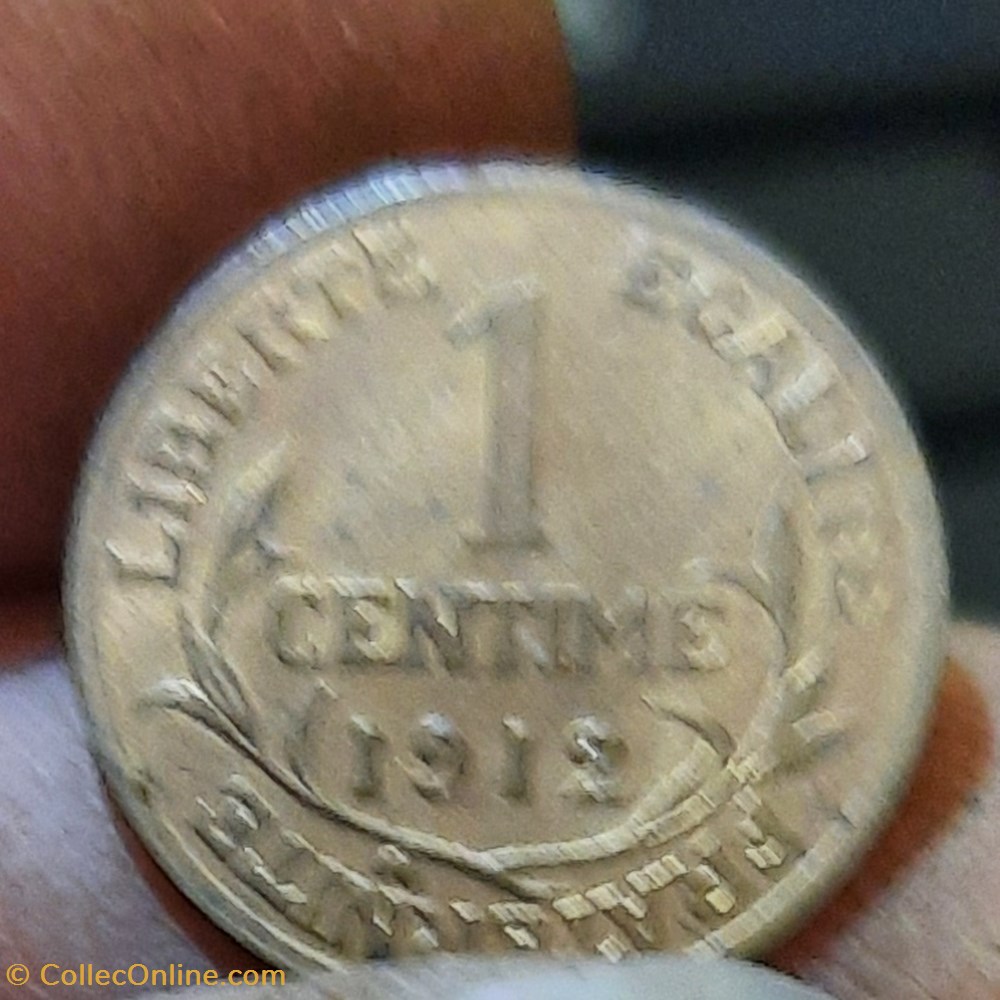 LIBERTE EGALITE
1
CENTIME
1912
FRATERNITE
© CollecOnline.com